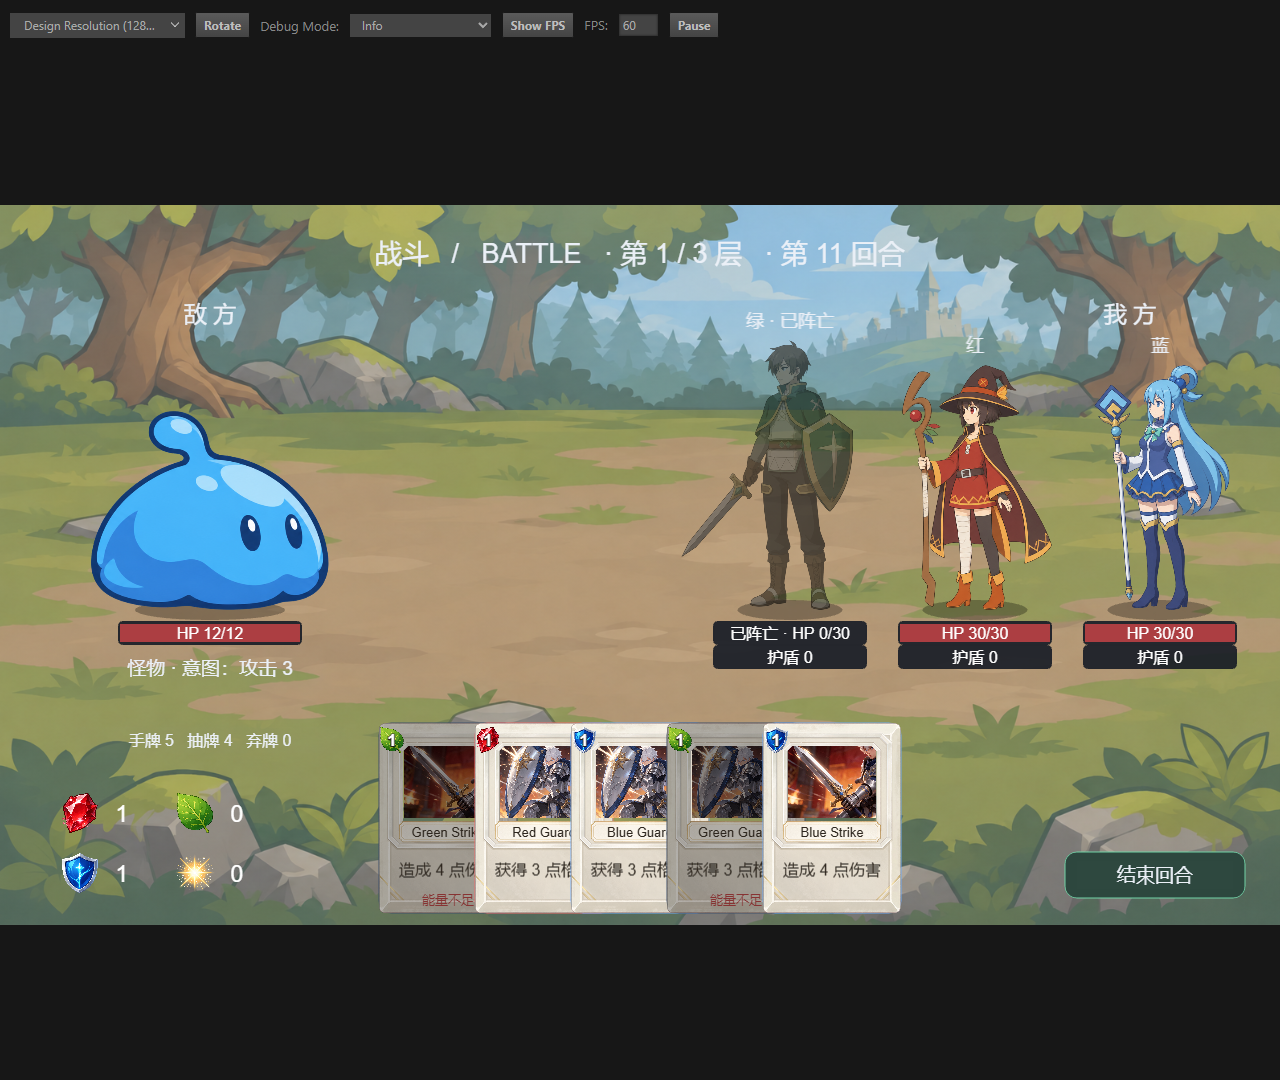 Design Resolution (128...
Rotate
Debug Mode:
Info
Show FPS
FPS:
60
Pause
战斗 / BATTLE · 第 1 / 3 层 · 第 11 回合
敌 方
我 方
绿 · 已阵亡
红
蓝
HP 12/12
怪物 · 意图：攻击 3
已阵亡 · HP 0/30
护盾 0
HP 30/30
护盾 0
HP 30/30
护盾 0
手牌 5 抽牌 4 弃牌 0
1
0
1
0
1
Green Strik
造成 4 点伤
能量不足
1
Red Guar
获得 3 点格
1
Blue Guar
获得 3 点格
1
Green Gua
获得 3 点格
能量不足
1
Blue Strike
造成 4 点伤害
结束回合